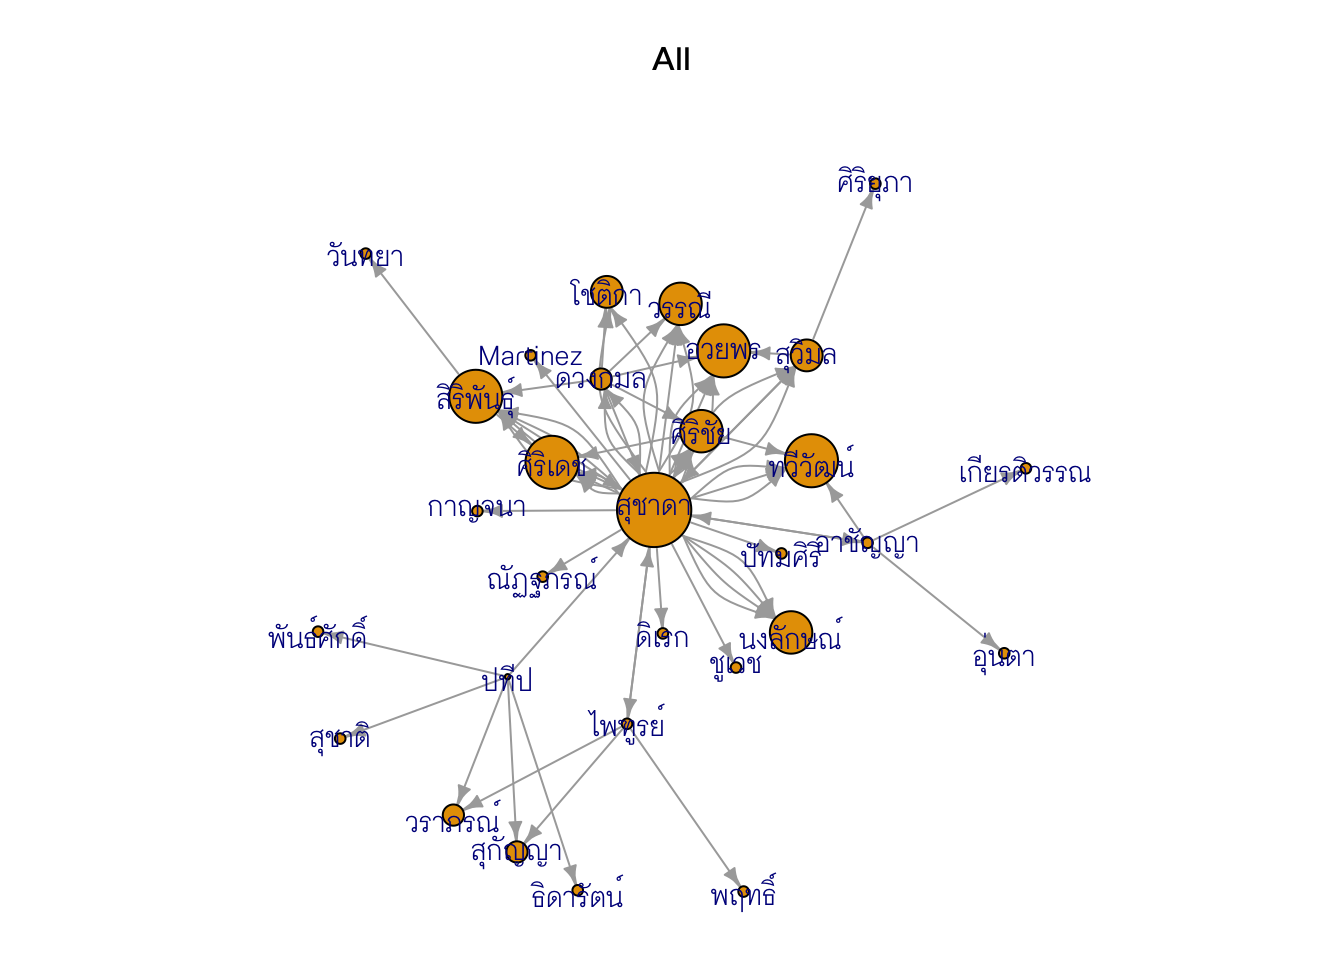 All
ศิริยุภา
วันทยา
โชติกา
วรรณี
อวยพร
สุวิมล
Martinez
ดวงกมล
สิริพันธุ์
ศิริชัย
ศิริเดช
ทวีวัฒน์
เกียรติวรรณ
กาญจนา
สุชาดา
อาชัญญา
ปัทมศิริ
ณัฏฐภรณ์
พันธ์ศักดิ์
ดิเรก
นงลักษณ์
ชูเวช
อุ่นตา
ปทีป
สุชาติ
ไพฑูรย์
วราภรณ์
สุกัญญา
ธิดารัตน์
พฤทธิ์